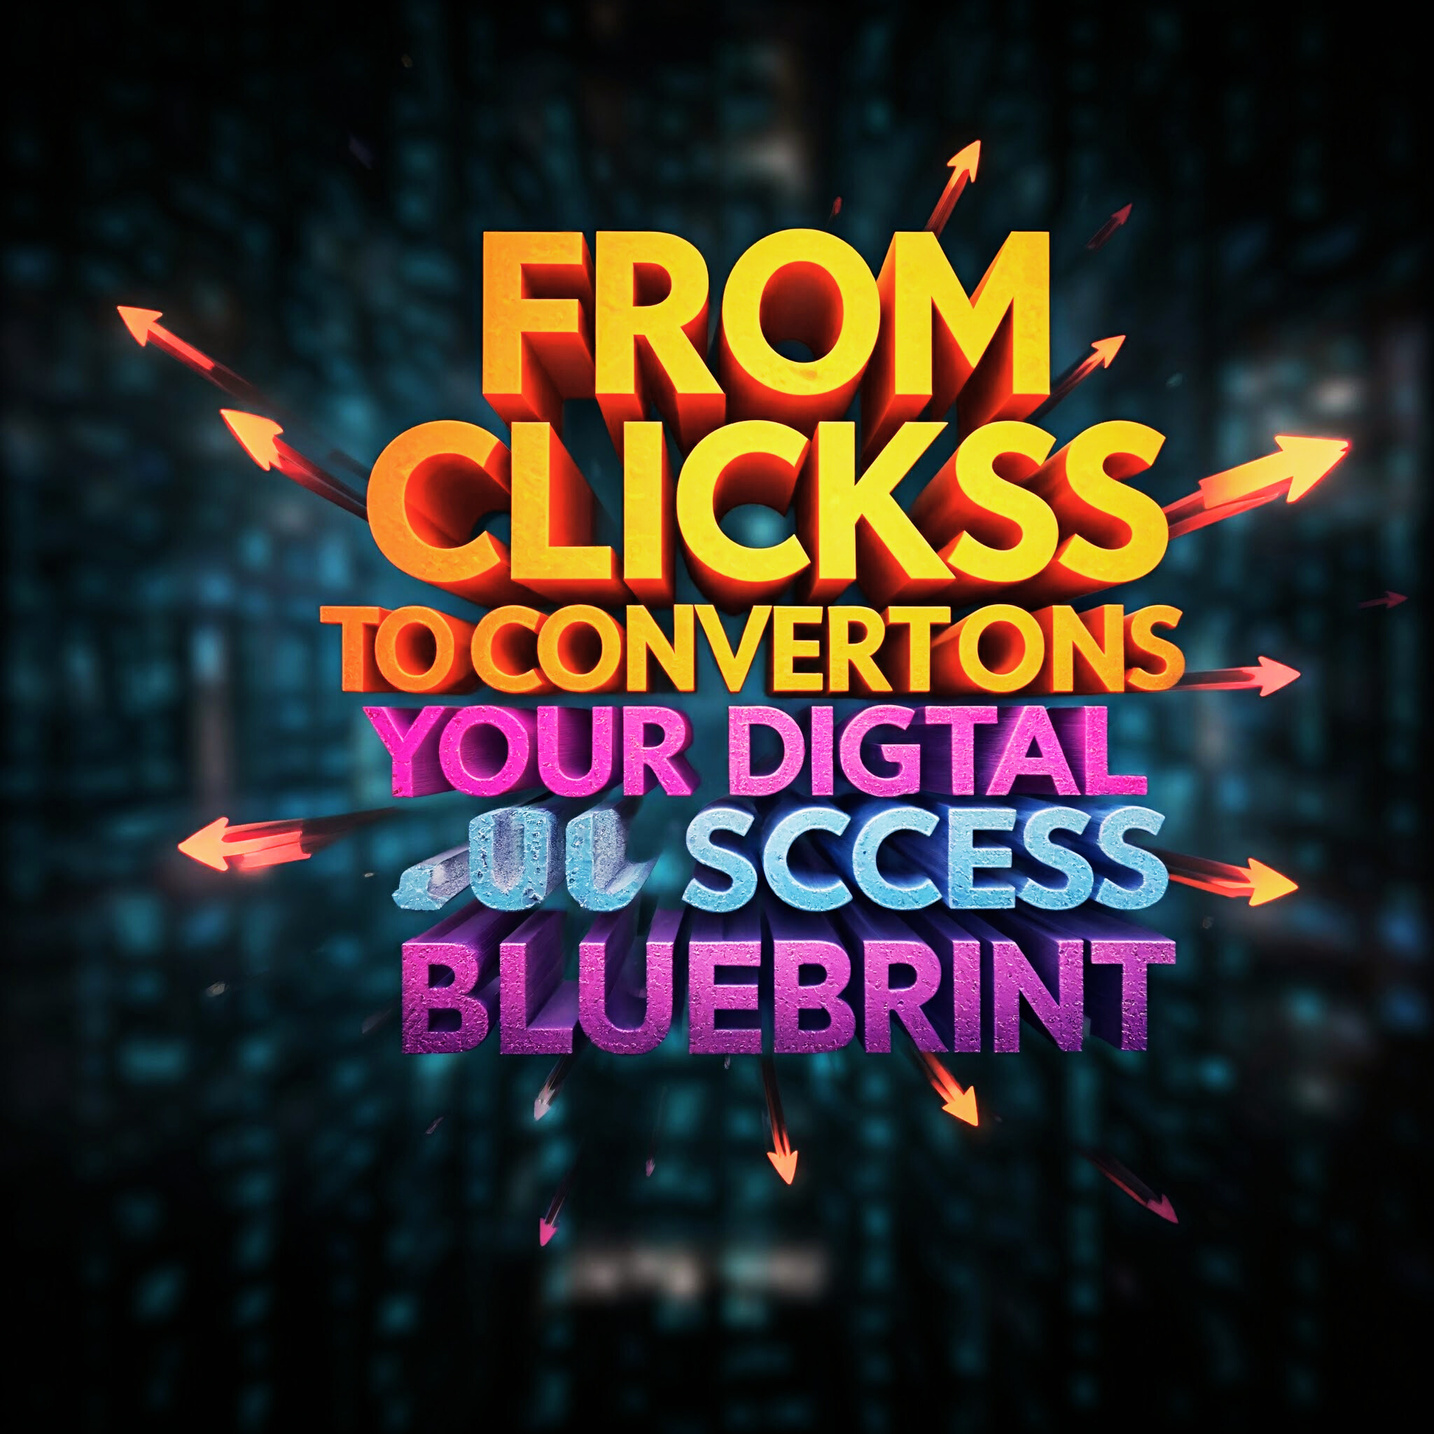 FROM
CLICKSS
TO CONVERTONS
YOUR DIGTAL
SCCESS
BLUEBRINT